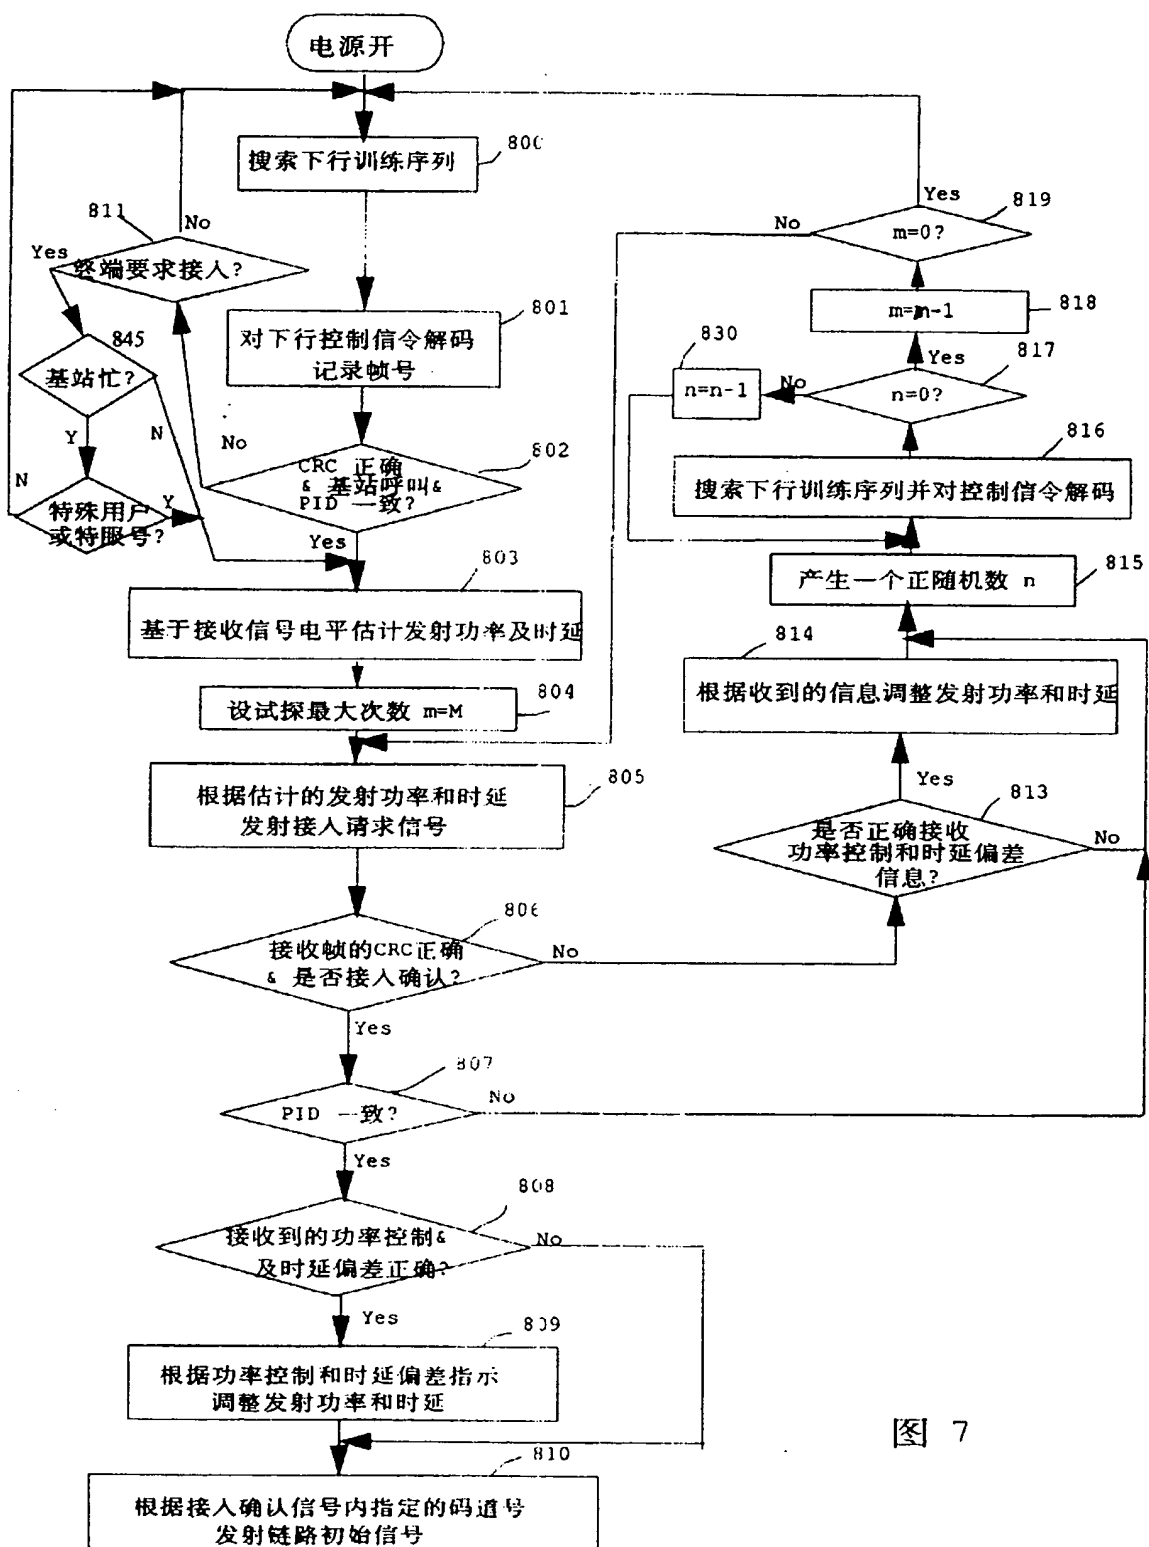 电源开
搜索下行训练序列
800
811
No
Yes
终端要求接入?
845
基站忙?
Y
N
N
特殊用户
或特服号?
Y
801
对下行控制信令解码
记录帧号
No
802
CRC 正确
& 基站呼叫&
PID 一致?
Yes
803
基于接收信号电平估计发射功率及时延
804
设试探最大次数 m=M
805
根据估计的发射功率和时延
发射接入请求信号
806
接收帧的CRC正确
& 是否接入确认?
No
Yes
807
PID 一致?
No
Yes
808
接收到的功率控制&
及时延偏差正确?
No
Yes
809
根据功率控制和时延偏差指示
调整发射功率和时延
810
根据接入确认信号内指定的码道号
发射链路初始信号
Yes
819
No
m=0?
818
m=m-1
830
Yes
817
n=n-1
No
n=0?
816
搜索下行训练序列并对控制信令解码
815
产生一个正随机数 n
814
根据收到的信息调整发射功率和时延
Yes
813
是否正确接收
功率控制和时延偏差
信息?
No
图 7